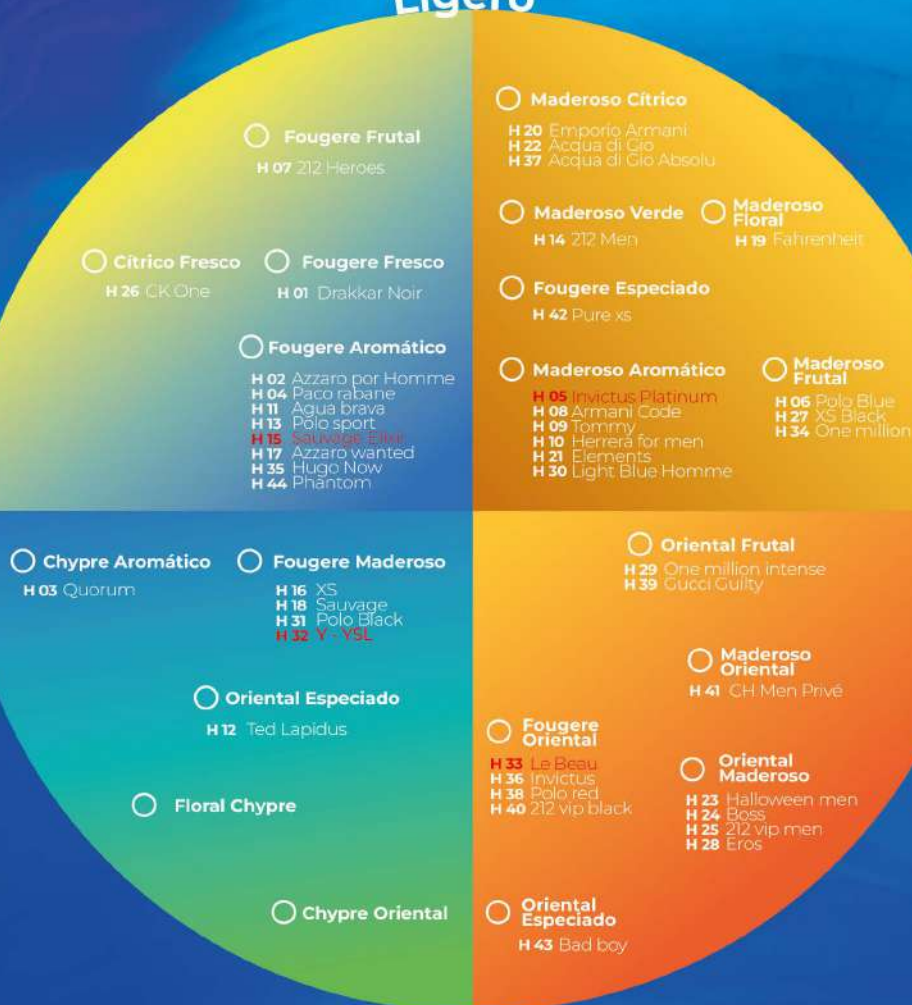 Ligero
Fougere Frutal
H 07 212 Heroes
Cítrico Fresco
H 26 CK One
Fougere Fresco
H 01 Drakkar Noir
Fougere Aromático
H 02 Azzaro por Homme
H 04 Paco rabane
H 11 Agua brava
H 13 Polo sport
H 15 Sauvage Elixir
H 17 Azzaro wanted
H 35 Hugo Now
H 44 Phantom
Maderoso Cítrico
H 20 Emporio Armani
H 22 Acqua di Gio
H 37 Acqua di Gio Absolu
Maderoso Verde
H 14 212 Men
Maderoso
Floral
H 19 Fahrenheit
Fougere Especiado
H 42 Pure xs
Maderoso Aromático
H 05 Invictus Platinum
H 08 Armani Code
H 09 Tommy
H 10 Herrera for men
H 21 Elements
H 30 Light Blue Homme
Maderoso
Frutal
H 06 Polo Blue
H 27 XS Black
H 34 One million
Chypre Aromático
H 03 Quorum
Fougere Maderoso
H 16 XS
H 18 Sauvage
H 31 Polo Black
H 32 Y - YSL
Oriental Especiado
H 12 Ted Lapidus
Floral Chypre
Chypre Oriental
Oriental Frutal
H 29 One million intense
H 39 Gucci Guilty
Maderoso
Oriental
H 41 CH Men Privé
Fougere
Oriental
H 33 Le Beau
H 36 Invictus
H 38 Polo red
H 40 212 vip black
Oriental
Maderoso
H 23 Halloween men
H 24 Boss
H 25 212 vip men
H 28 Eros
Oriental
Especiado
H 43 Bad boy